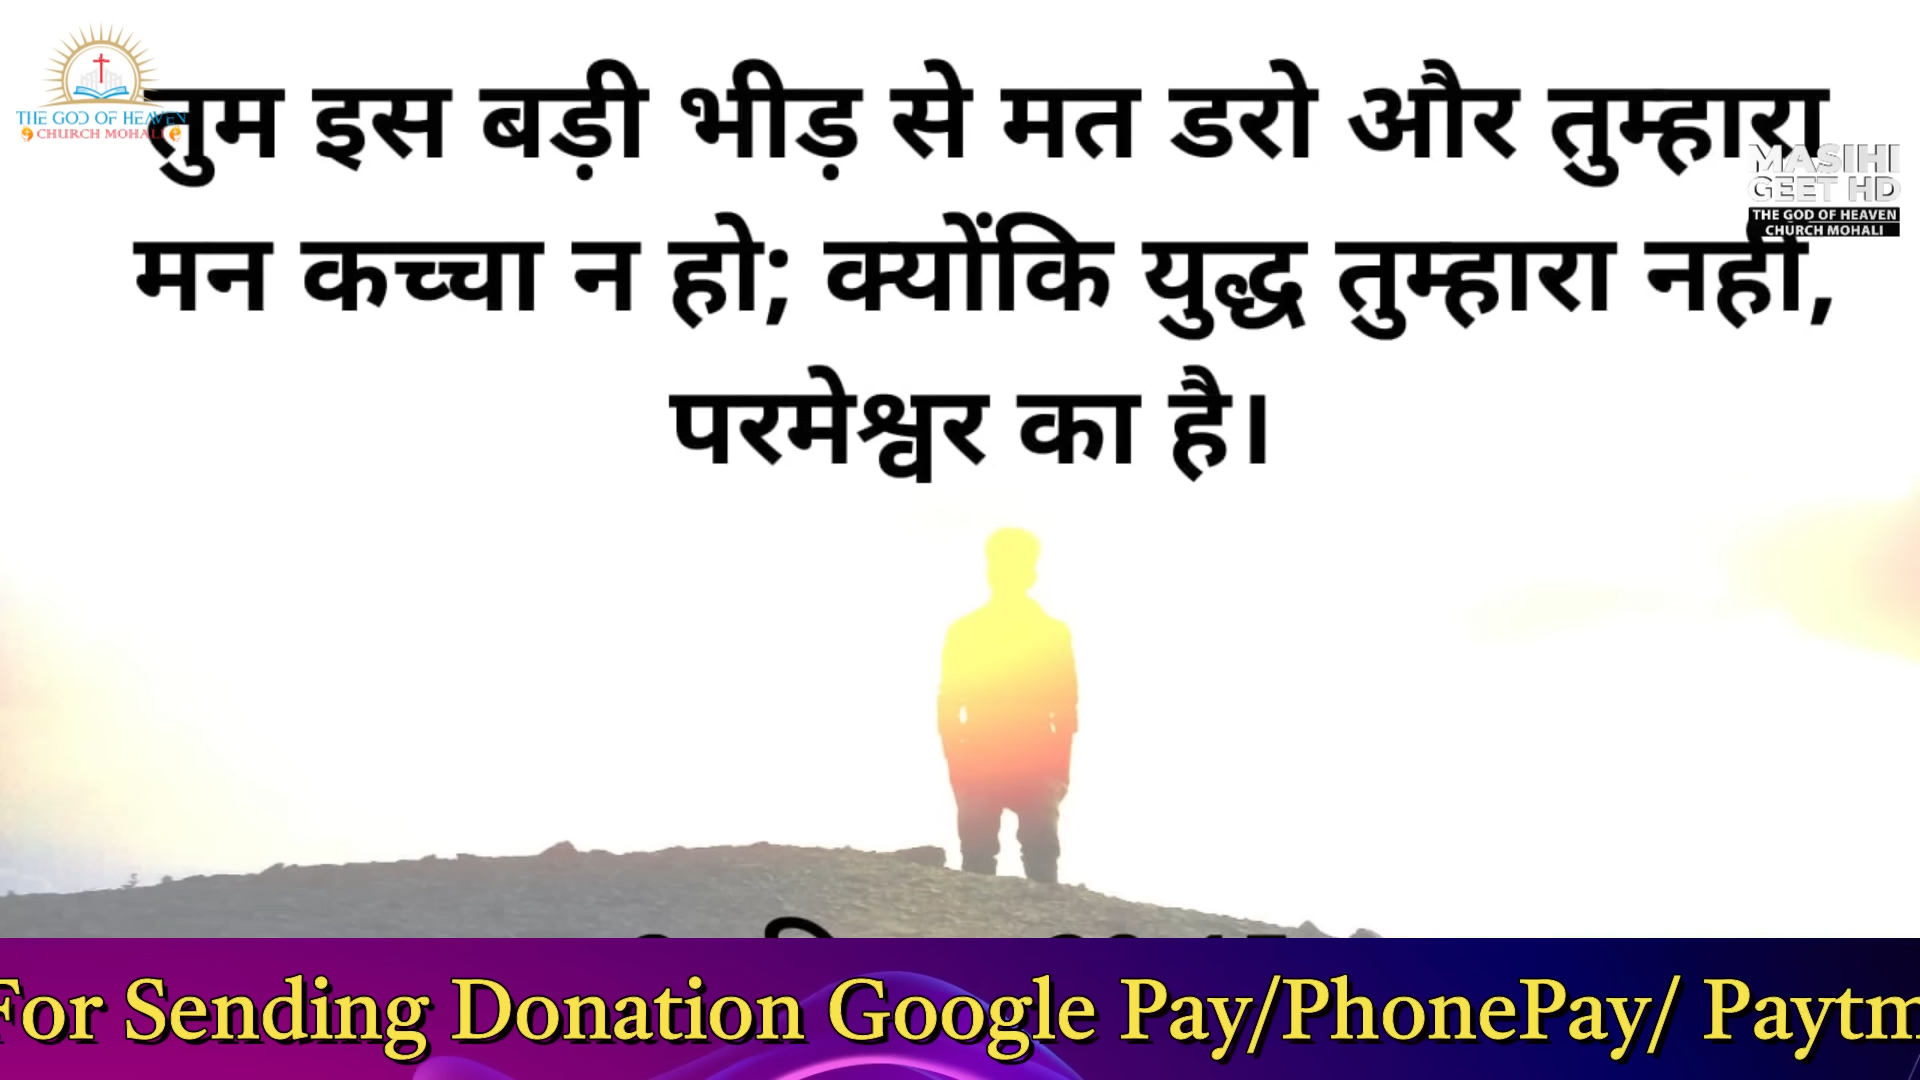 THE GOD OF HEAVEN
CHURCH MOHALI
तुम इस बड़ी भीड़ से मत डरो और तुम्हारा
मन कच्चा न हो; क्योंकि युद्ध तुम्हारा नहीं,
परमेश्वर का है।
MASIHI
GEET HD
THE GOD OF HEAVEN
CHURCH MOHALI
For Sending Donation Google Pay/PhonePay/ Paytm